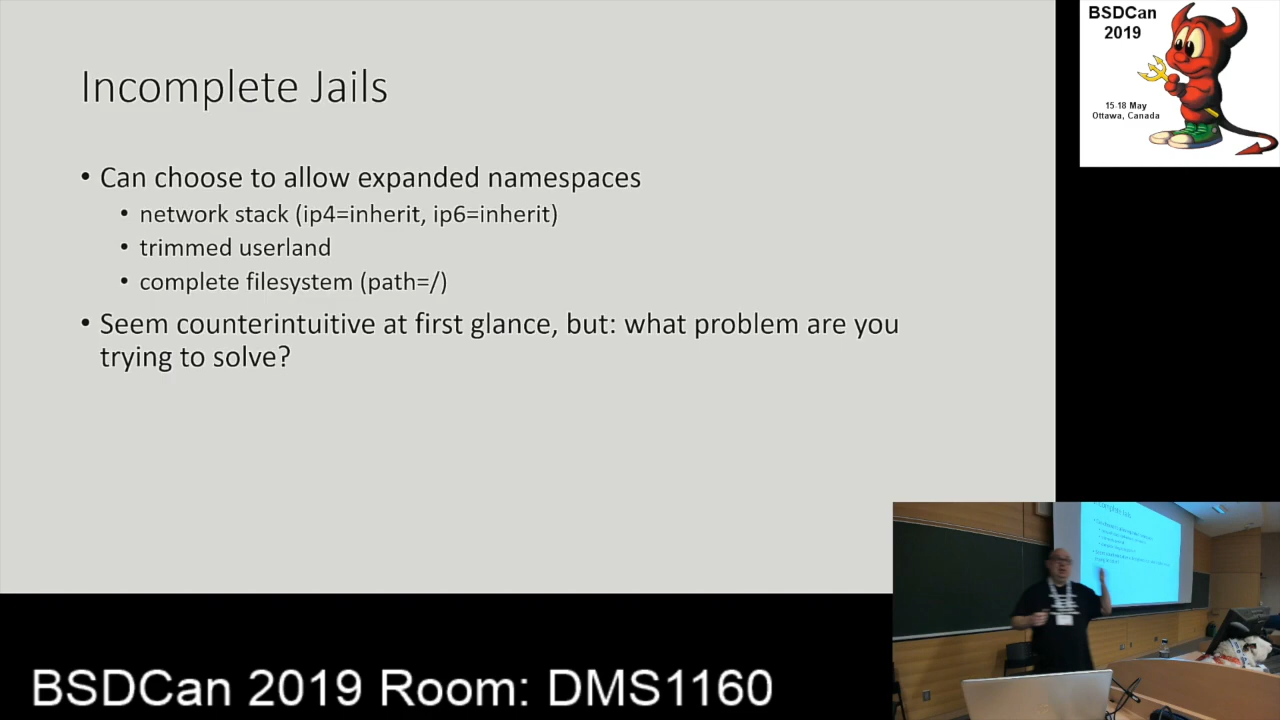 Incomplete Jails
• Can choose to allow expanded namespaces
• network stack (ip4=inherit, ip6=inherit)
• trimmed userland
• complete filesystem (path=/)
• Seem counterintuitive at first glance, but: what problem are you
trying to solve?
BSDCan
2019
15-18 May
Ottawa, Canada
BSDCan 2019 Room: DMS1160